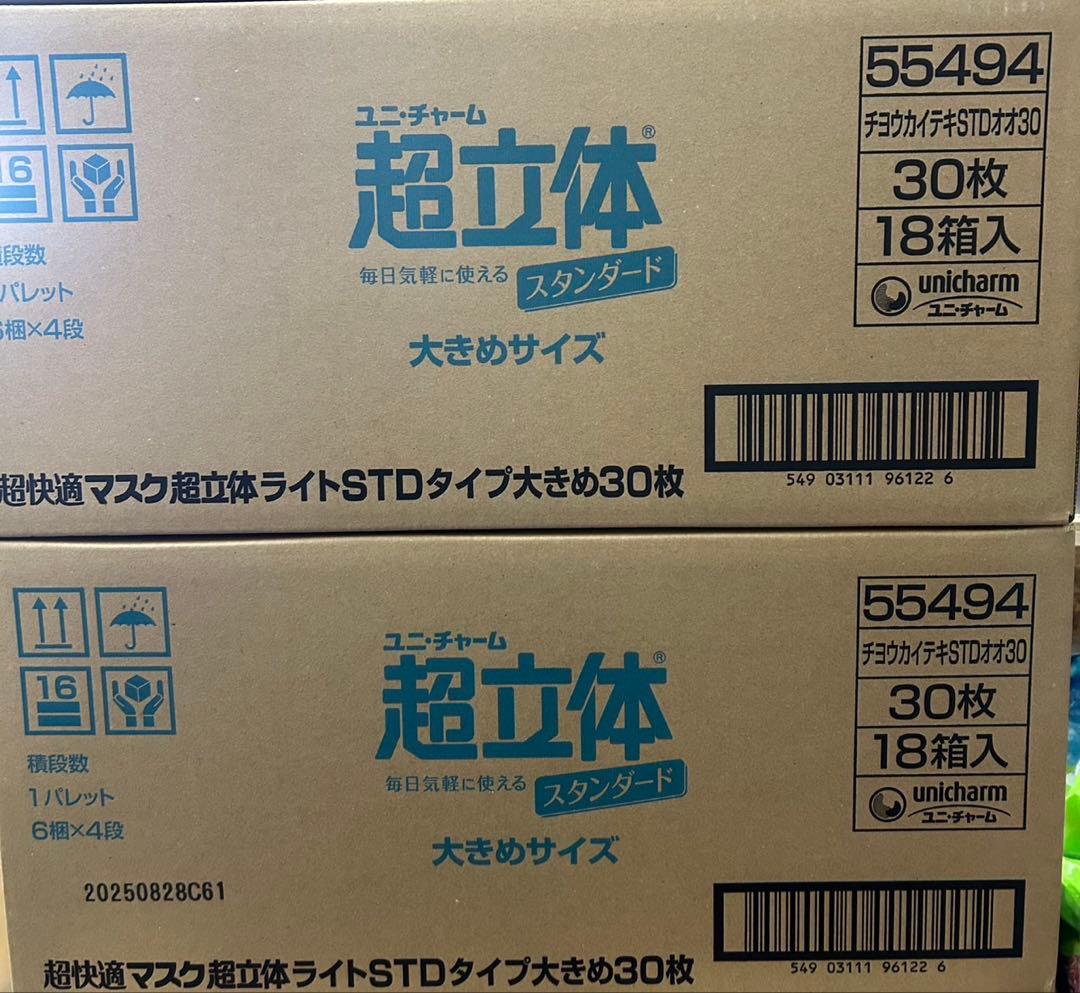 16
積段数
パレット
6梱×4段
ユニ・チャーム
超立体®
毎日気軽に使える
スタンダード
大きめサイズ
55494
チョウカイテキSTDオオ30
30枚
18箱入
unicharm
ユニ・チャーム
549 03111 96122 6
超快適マスク超立体ライトSTDタイプ大きめ30枚
16
積段数
1パレット
6梱×4段
20250828C61
ユニ・チャーム
超立体®
毎日気軽に使える
スタンダード
大きめサイズ
55494
チョウカイテキSTDオオ30
30枚
18箱入
unicharm
ユニ・チャーム
549 03111 96122 6
超快適マスク超立体ライトSTDタイプ大きめ30枚